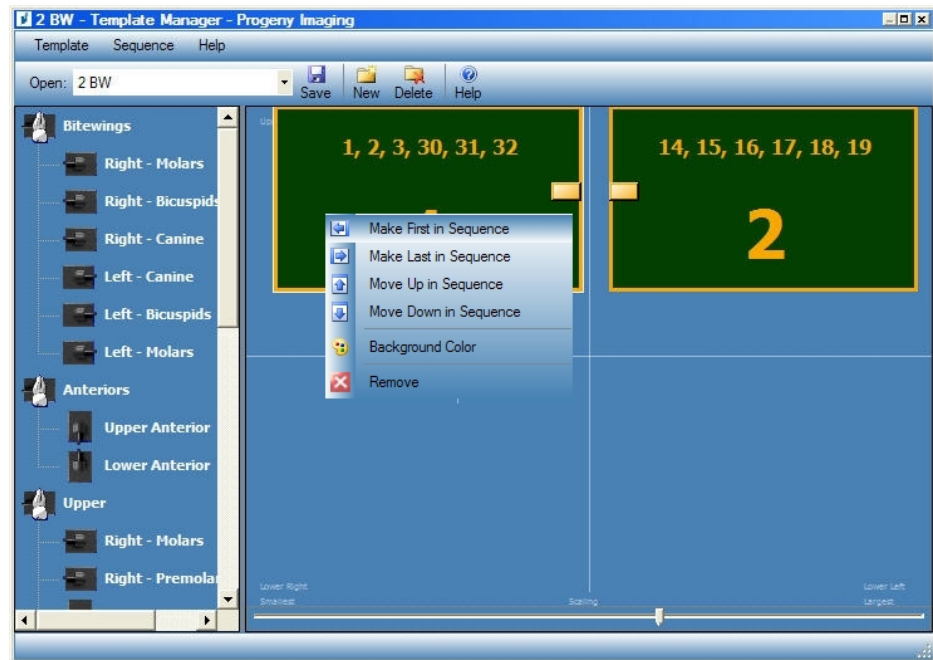 2 BW - Template Manager - Progeny Imaging
Template Sequence Help
Open: 2 BW
Save New Delete Help
Bitewings
Right - Molars
Right - Bicuspids
Right - Canine
Left - Canine
Left - Bicuspids
Left - Molars
Anteriors
Upper Anterior
Lower Anterior
Upper
Right - Molars
Right - Premola
1, 2, 3, 30, 31, 32
14, 15, 16, 17, 18, 19
2
Make First in Sequence
Make Last in Sequence
Move Up in Sequence
Move Down in Sequence
Background Color
Remove
Lower Right
Lower Left
Smallest
Scaling
Largest